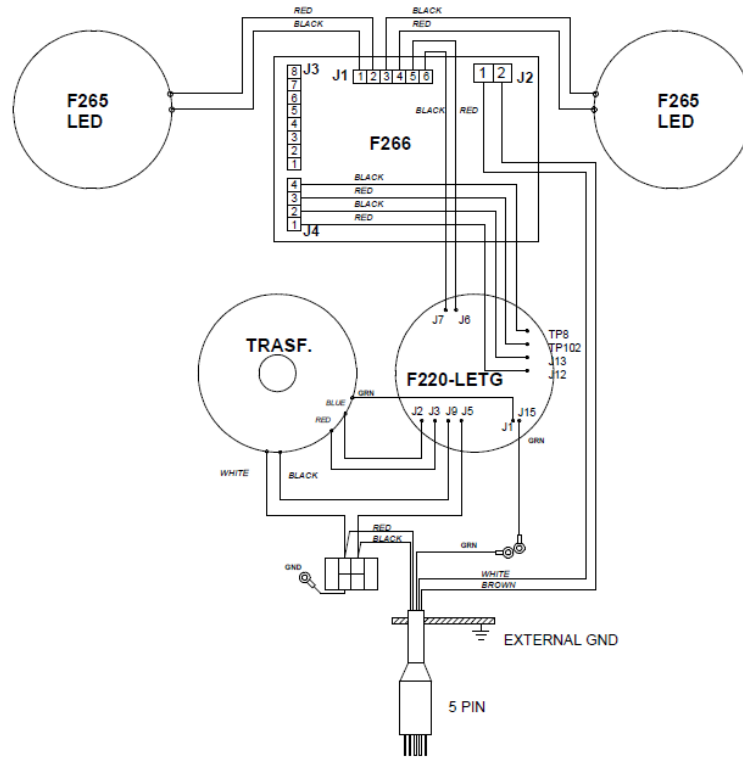 RED
BLACK
BLACK
RED
F265
LED
8 J3
7
6
5
4
3
2
1
J1 1 2 3 4 5 6
1 2 J2
BLACK
RED
F265
LED
F266
4
3
2
1
J4
BLACK
RED
BLACK
RED
TRASF.
J7 J6
TP8
TP102
J13
J12
F220-LETG
BLUE
GRN
RED
J2 J3 J9 J5
J1 J15
GRN
WHITE
BLACK
RED
BLACK
GND
GRN
WHITE
BROWN
EXTERNAL GND
5 PIN